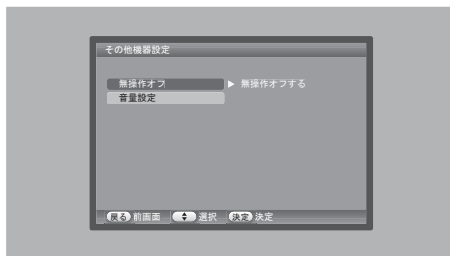 その他機器設定
無操作オフ ▶ 無操作オフする
音量設定
戻る 前画面 選択 決定 決定